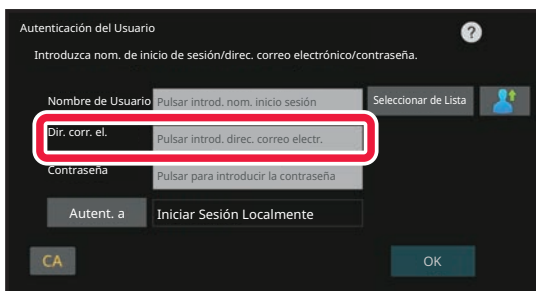 Autenticación del Usuario
?
Introduzca nom. de inicio de sesión/direc. correo electrónico/contraseña.
Nombre de Usuario Pulsar introd. nom. inicio sesión Seleccionar de Lista
Dir. corr. el. Pulsar introd. direc. correo electr.
Contraseña Pulsar para introducir la contraseña
Autent. a Iniciar Sesión Localmente
CA OK